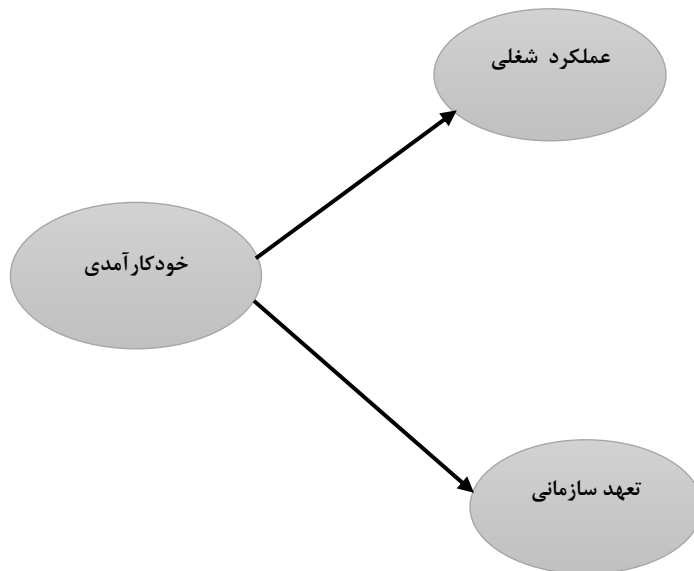 عملکرد شغلی
خودکارآمدی
تعهد سازمانی